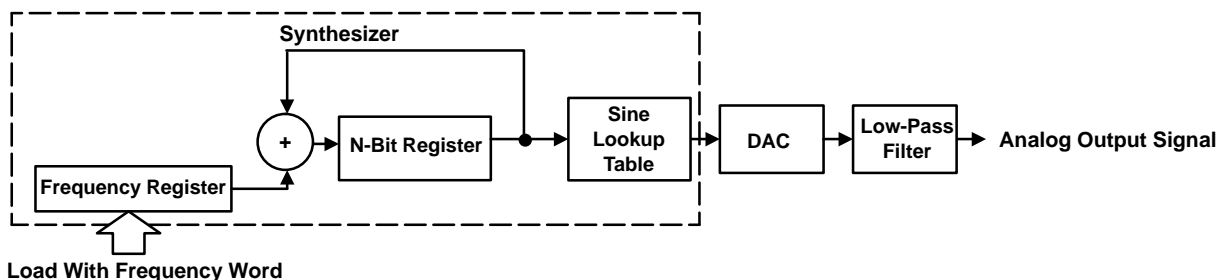 Synthesizer
+
N-Bit Register
Sine
Lookup
Table
DAC
Low-Pass
Filter
Analog Output Signal
Frequency Register
Load With Frequency Word